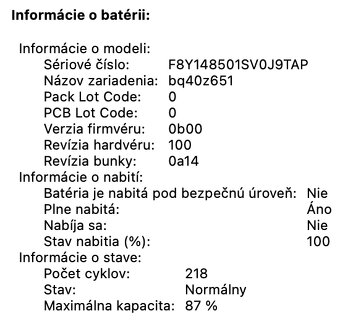 Informácie o batérii:
Informácie o modeli:
Sériové číslo: F8Y148501SV0J9TAP
Názov zariadenia: bq40z651
Pack Lot Code: 0
PCB Lot Code: 0
Verzia firmvéru: 0b00
Revízia hardvéru: 100
Revízia bunky: 0a14
Informácie o nabití:
Batéria je nabitá pod bezpečnú úroveň: Nie
Plne nabitá: Áno
Nabíja sa: Nie
Stav nabitia (%): 100
Informácie o stave:
Počet cyklov: 218
Stav: Normálny
Maximálna kapacita: 87 %